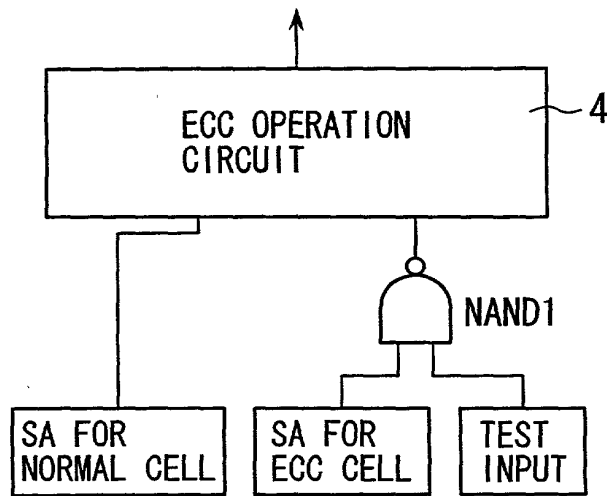 ECC OPERATION
CIRCUIT
4
NAND1
SA FOR
NORMAL CELL
SA FOR
ECC CELL
TEST
INPUT